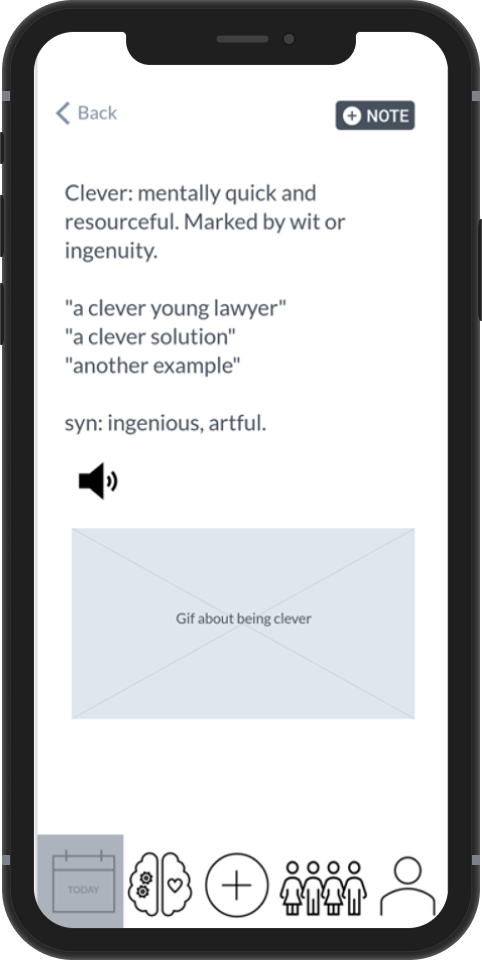 Back
NOTE
Clever: mentally quick and
resourceful. Marked by wit or
ingenuity.
"a clever young lawyer"
"a clever solution"
"another example"
syn: ingenious, artful.
Gif about being clever
TODAY